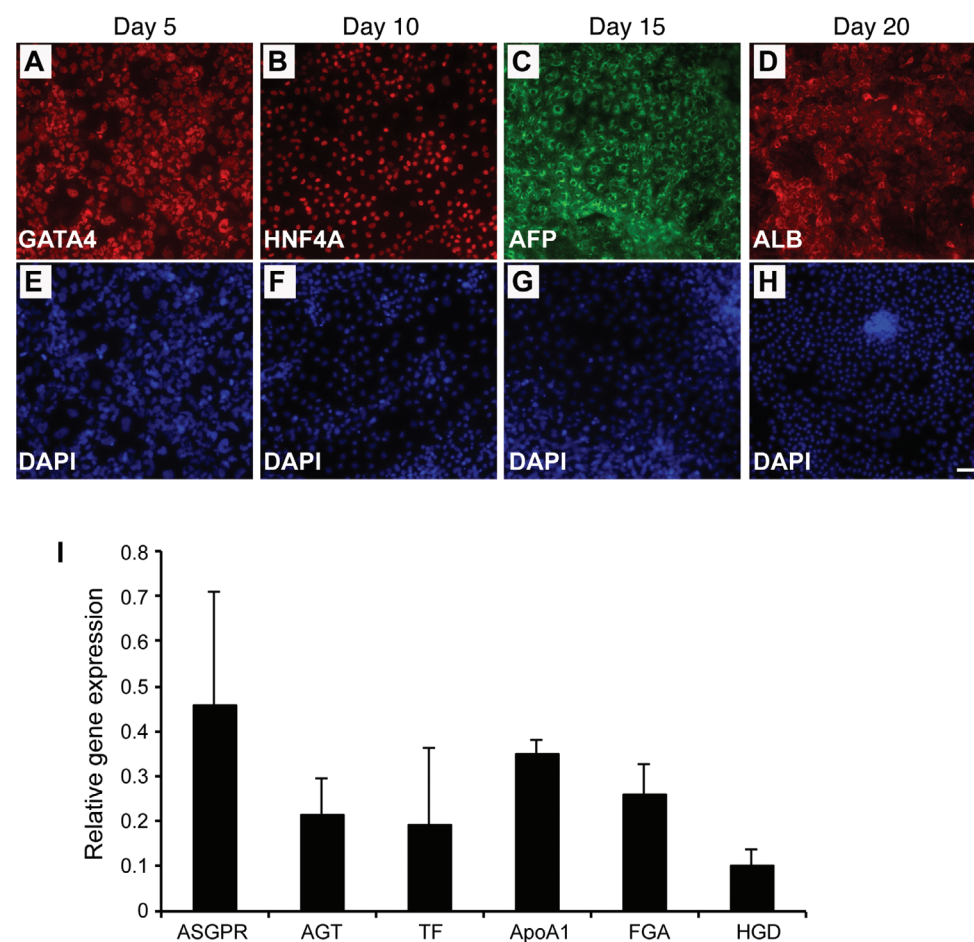 Day 5 Day 10 Day 15 Day 20
A B C D
GATA4 HNF4A AFP ALB
E F G H
DAPI DAPI DAPI DAPI
I
Relative gene expression
0.8
0.7
0.6
0.5
0.4
0.3
0.2
0.1
0
ASGPR AGT TF ApoA1 FGA HGD